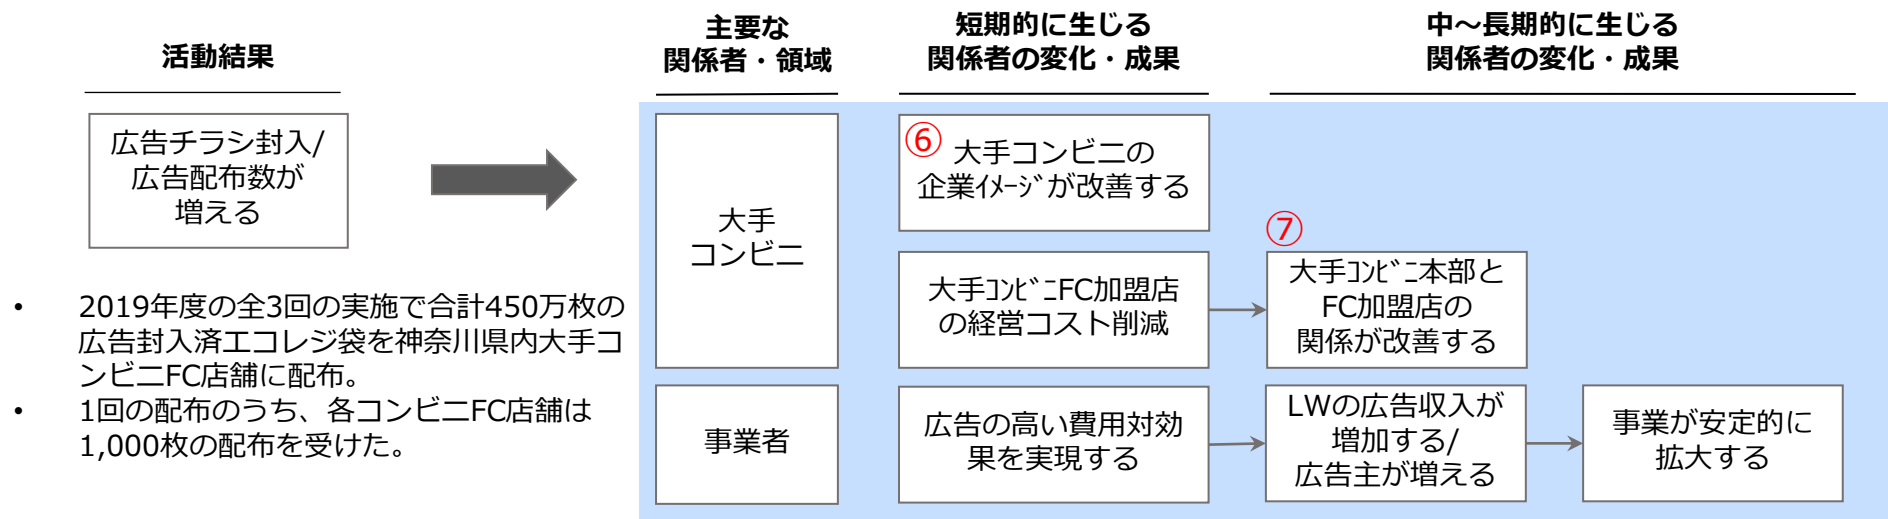 活動結果
主要な
関係者・領域
短期的に生じる
関係者の変化・成果
中～長期的に生じる
関係者の変化・成果
広告チラシ封入/
広告配布数が
増える
• 2019年度の全3回の実施で合計450万枚の
広告封入済エコレジ袋を神奈川県内大手コ
ンビニFC店舗に配布。
• 1回の配布のうち、各コンビニFC店舗は
1,000枚の配布を受けた。
大手
コンビニ
⑥
大手コンビニの
企業ｲﾒｰｼﾞが改善する
大手ｺﾝﾋﾞﾆFC加盟店
の経営コスト削減
⑦
大手ｺﾝﾋﾞﾆ本部と
FC加盟店の
関係が改善する
事業者
広告の高い費用対効
果を実現する
LWの広告収入が
増加する/
広告主が増える
事業が安定的に
拡大する